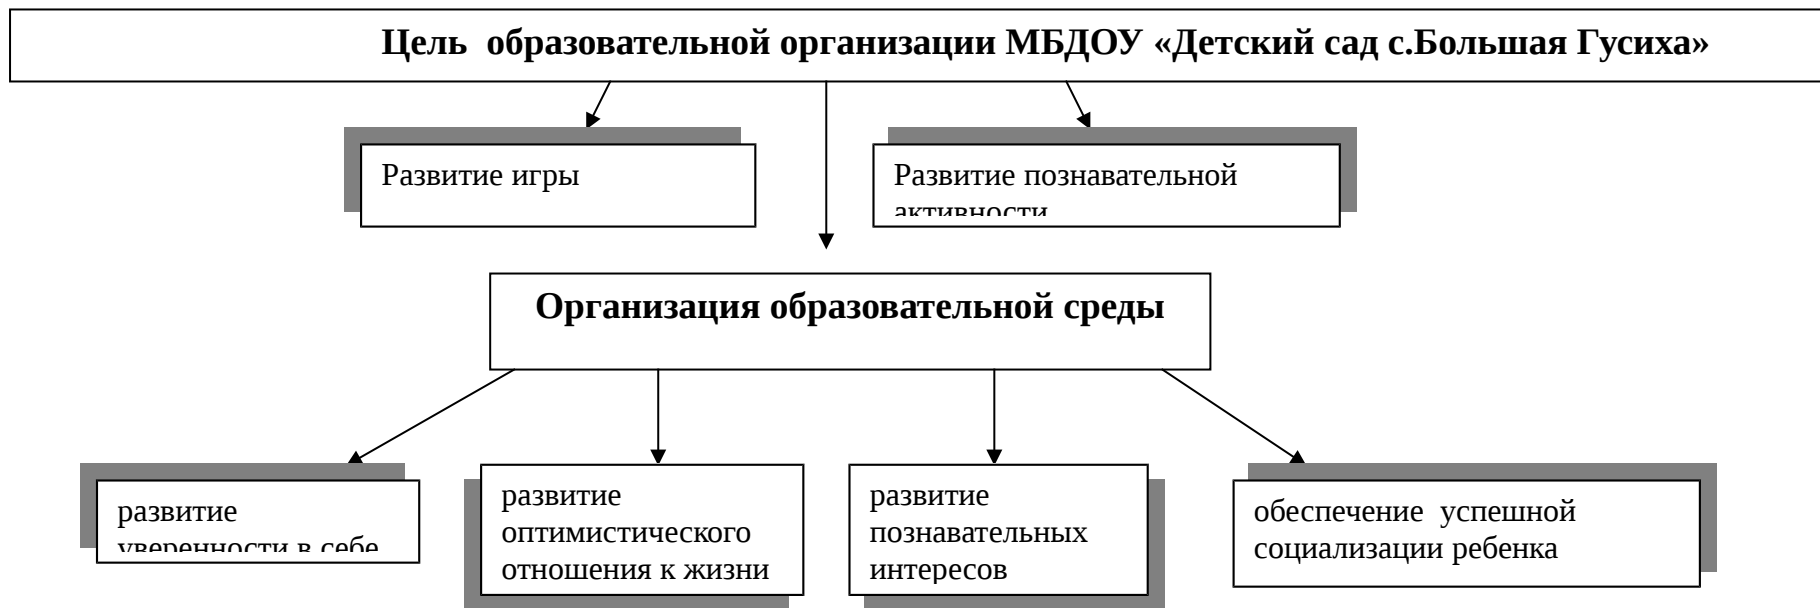 Цель  образовательной организации МБДОУ «Детский сад с.Большая Гусиха»
Развитие игры
Развитие познавательной
активности
Организация образовательной среды
развитие
уверенности в себе
развитие
оптимистического
отношения к жизни
развитие
познавательных
интересов
обеспечение  успешной
социализации ребенка